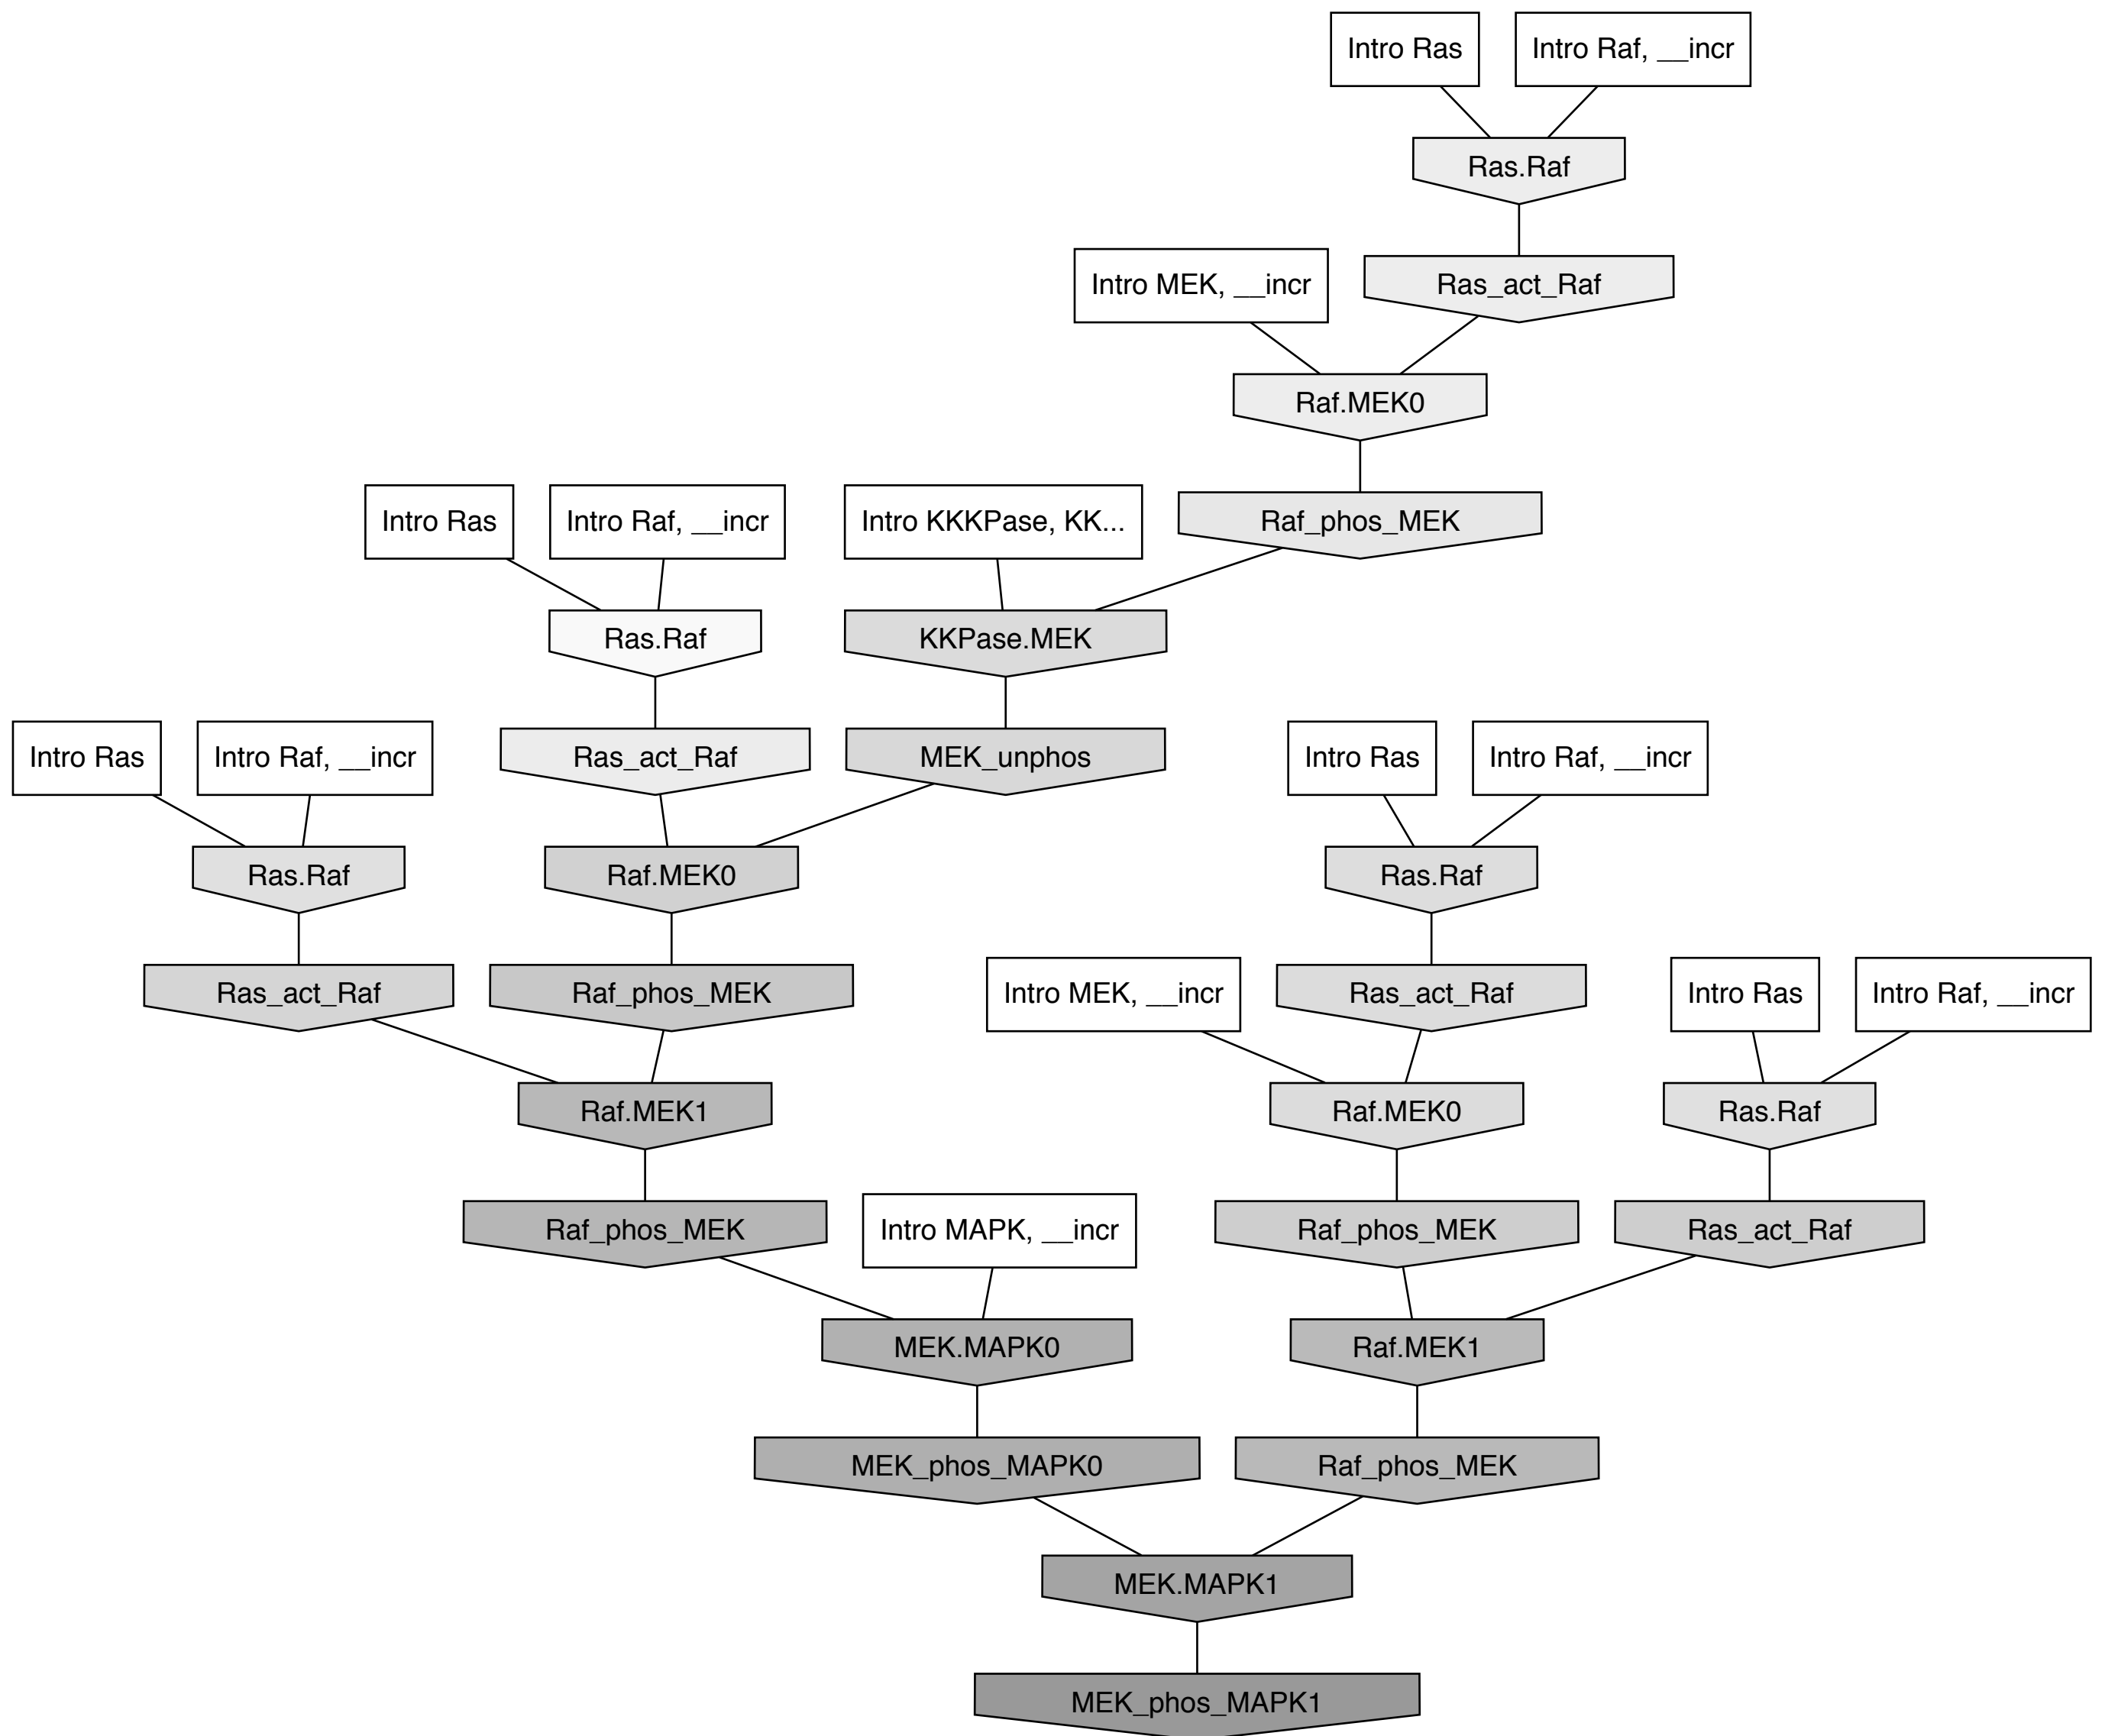 Intro Ras
Intro Raf, __incr
Ras.Raf
Intro MEK, __incr
Ras_act_Raf
Raf.MEK0
Intro Ras
Intro Raf, __incr
Intro KKKPase, KK...
Raf_phos_MEK
Ras.Raf
KKPase.MEK
Intro Ras
Intro Raf, __incr
Ras_act_Raf
MEK_unphos
Intro Ras
Intro Raf, __incr
Ras.Raf
Raf.MEK0
Ras.Raf
Ras_act_Raf
Raf_phos_MEK
Intro MEK, __incr
Ras_act_Raf
Intro Ras
Intro Raf, __incr
Raf.MEK1
Raf.MEK0
Ras.Raf
Raf_phos_MEK
Intro MAPK, __incr
Raf_phos_MEK
Ras_act_Raf
MEK.MAPK0
Raf.MEK1
MEK_phos_MAPK0
Raf_phos_MEK
MEK.MAPK1
MEK_phos_MAPK1